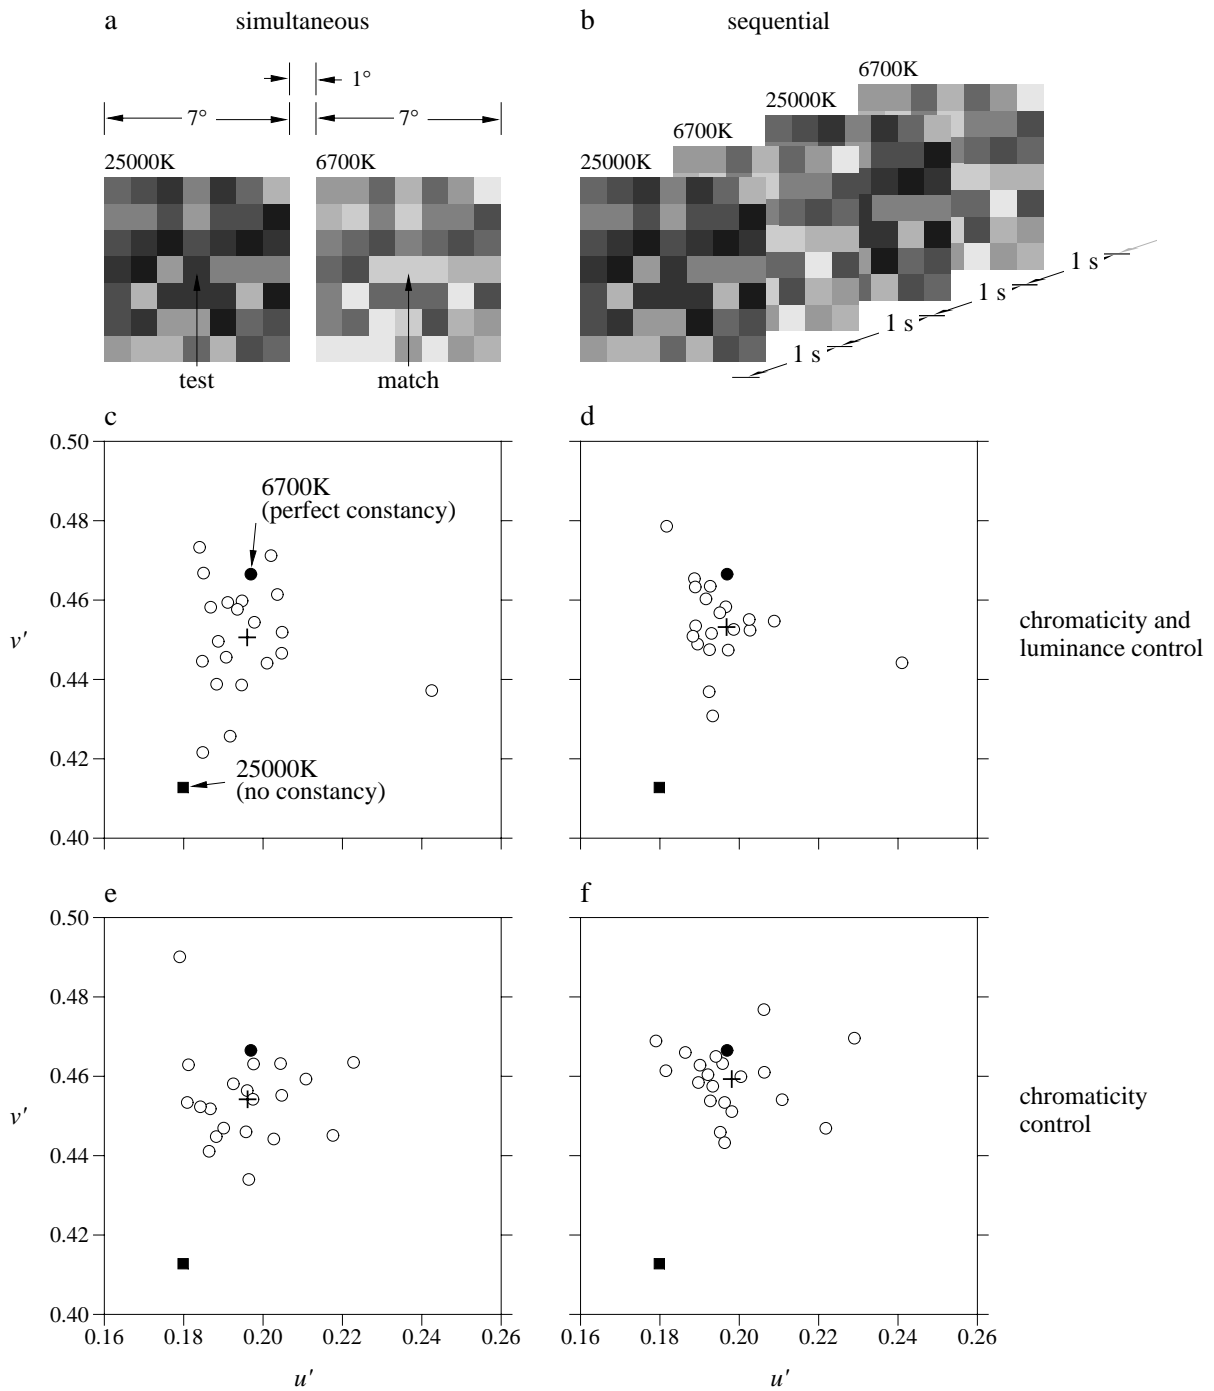 a simultaneous
b sequential
1°
7° 7°
25000K 6700K
25000K
6700K
25000K
6700K
1 s
1 s
1 s
1 s
test match
c
d
0.50
0.48
0.46
0.44
0.42
0.40
v'
6700K
(perfect constancy)
25000K
(no constancy)
chromaticity and
luminance control
e
f
0.50
0.48
0.46
0.44
0.42
0.40
v'
chromaticity
control
0.16 0.18 0.20 0.22 0.24 0.26
0.18 0.20 0.22 0.24 0.26
u'
u'